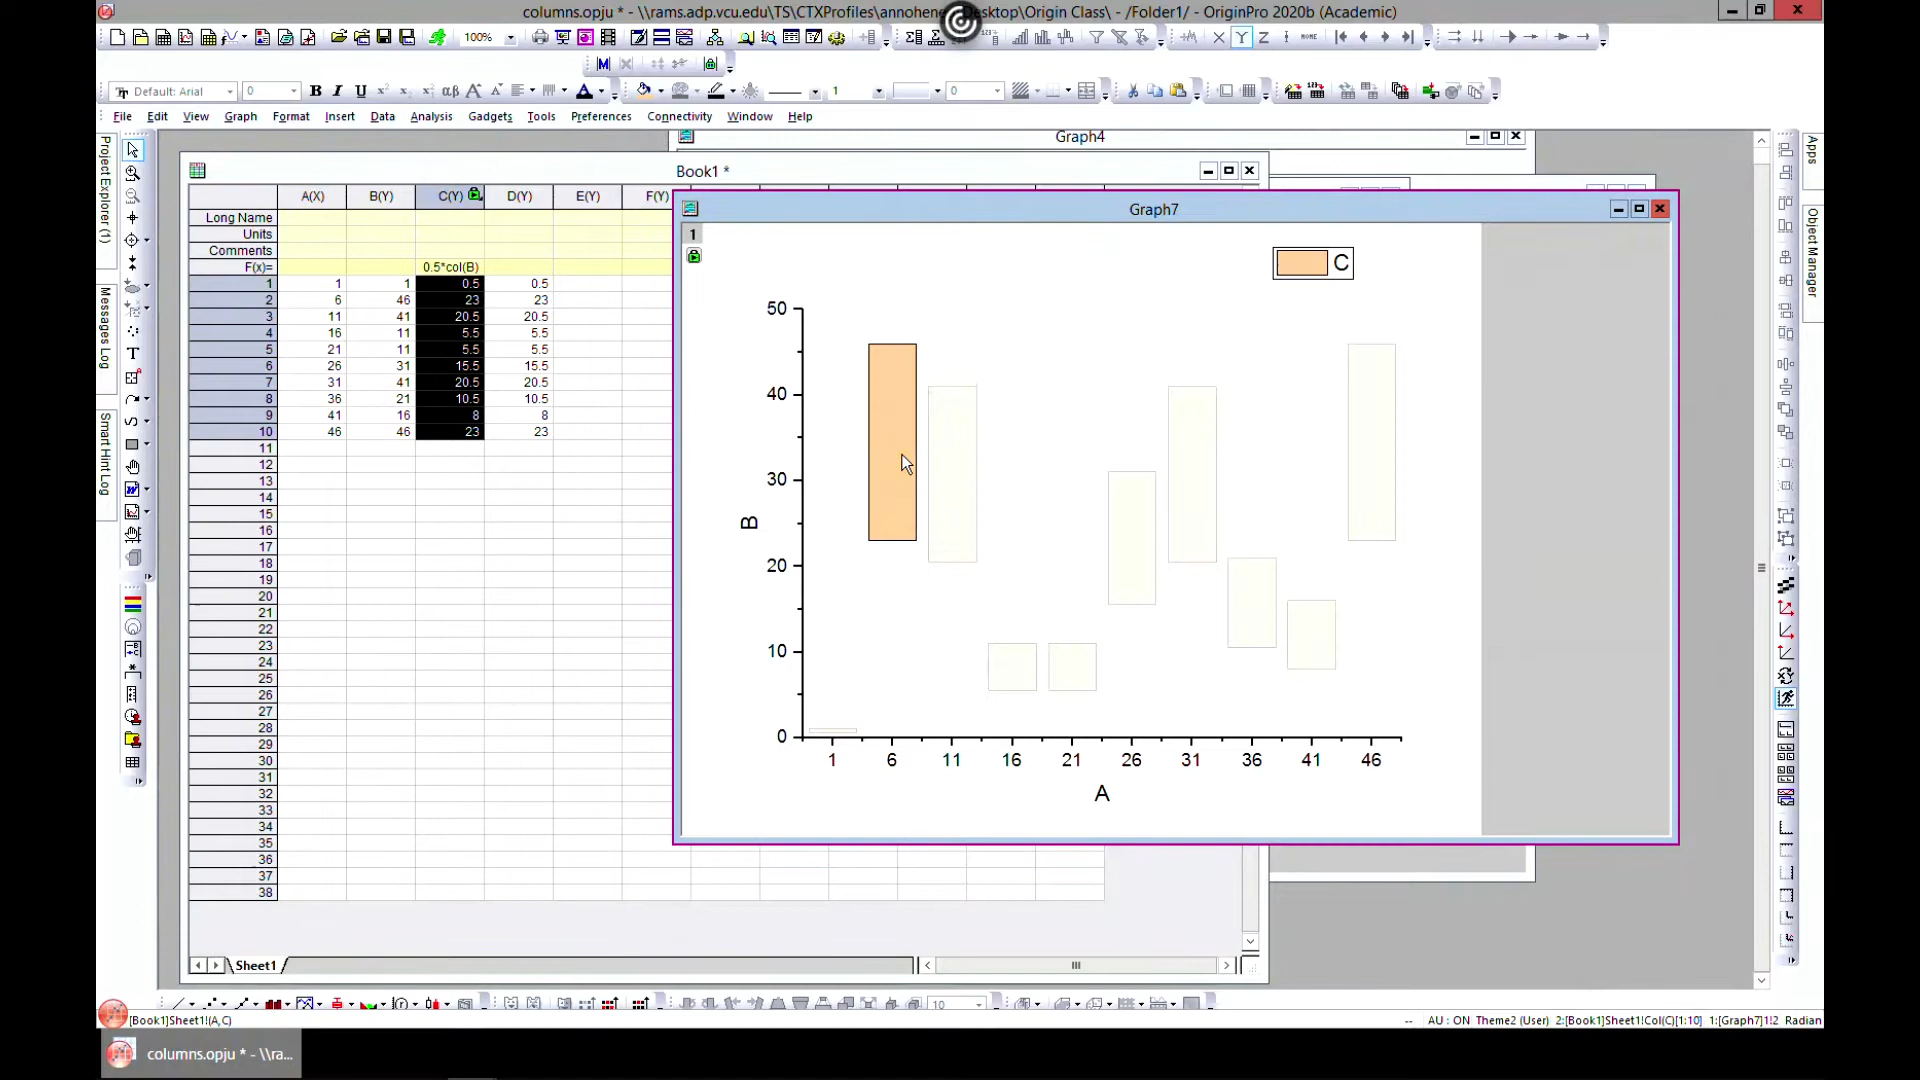 columns.opju * - \\rams.adp.vcu.edu\TS\CTXProfiles\annohene Desktop\Origin Class\ - /Folder1/ - OriginPro 2020b (Academic)
100%
X Y Z HOME
M
Default: Arial 0 B I U αβ A A A 1 0
File Edit View Graph Format Insert Data Analysis Gadgets Tools Preferences Connectivity Window Help
Graph4
Book1 *
A(X) B(Y) C(Y) D(Y) E(Y) F(Y)
Long Name
Units
Comments
F(x)= 0.5*col(B)
1 1 1 0.5 0.5
2 6 46 23 23
3 11 41 20.5 20.5
4 16 11 5.5 5.5
5 21 11 5.5 5.5
6 26 31 15.5 15.5
7 31 41 20.5 20.5
8 36 21 10.5 10.5
9 41 16 8 8
10 46 46 23 23
11
12
13
14
15
16
17
18
19
20
21
22
23
24
25
26
27
28
29
30
31
32
33
34
35
36
37
38
Sheet1
Graph7
1
C
50
40
30
20
10
0
B
1 6 11 16 21 26 31 36 41 46
A
Project Explorer (1)
Messages Log
Smart Hint Log
Apps
Object Manager
10
[Book1]Sheet1!(A,C)
-- AU : ON Theme2 (User) 2:[Book1]Sheet1!Col(C)[1:10] 1:[Graph7]1!2 Radian
columns.opju * - \\ra...